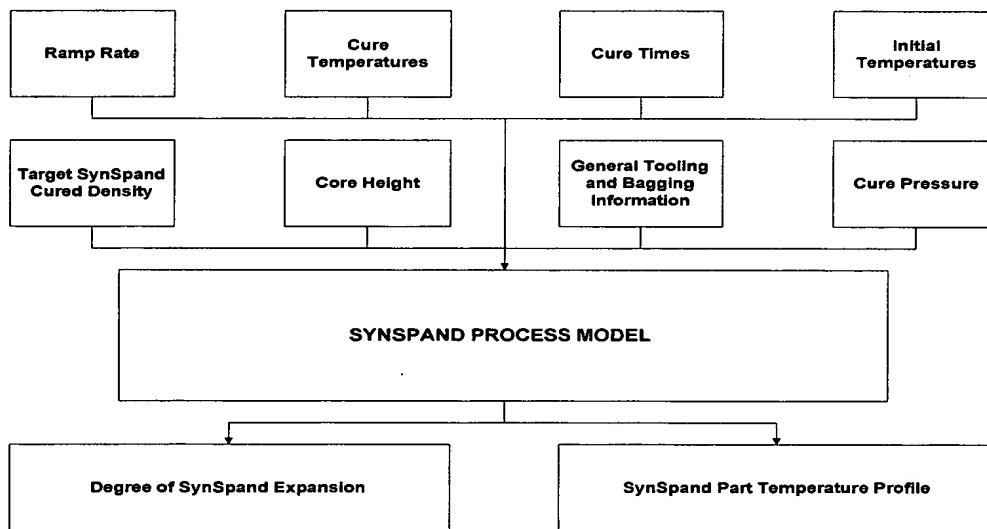 Ramp Rate
Cure
Temperatures
Cure Times
Initial
Temperatures
Target SynSpand
Cured Density
Core Height
General Tooling
and Bagging
Information
Cure Pressure
SYNSPAND PROCESS MODEL
Degree of SynSpand Expansion
SynSpand Part Temperature Profile